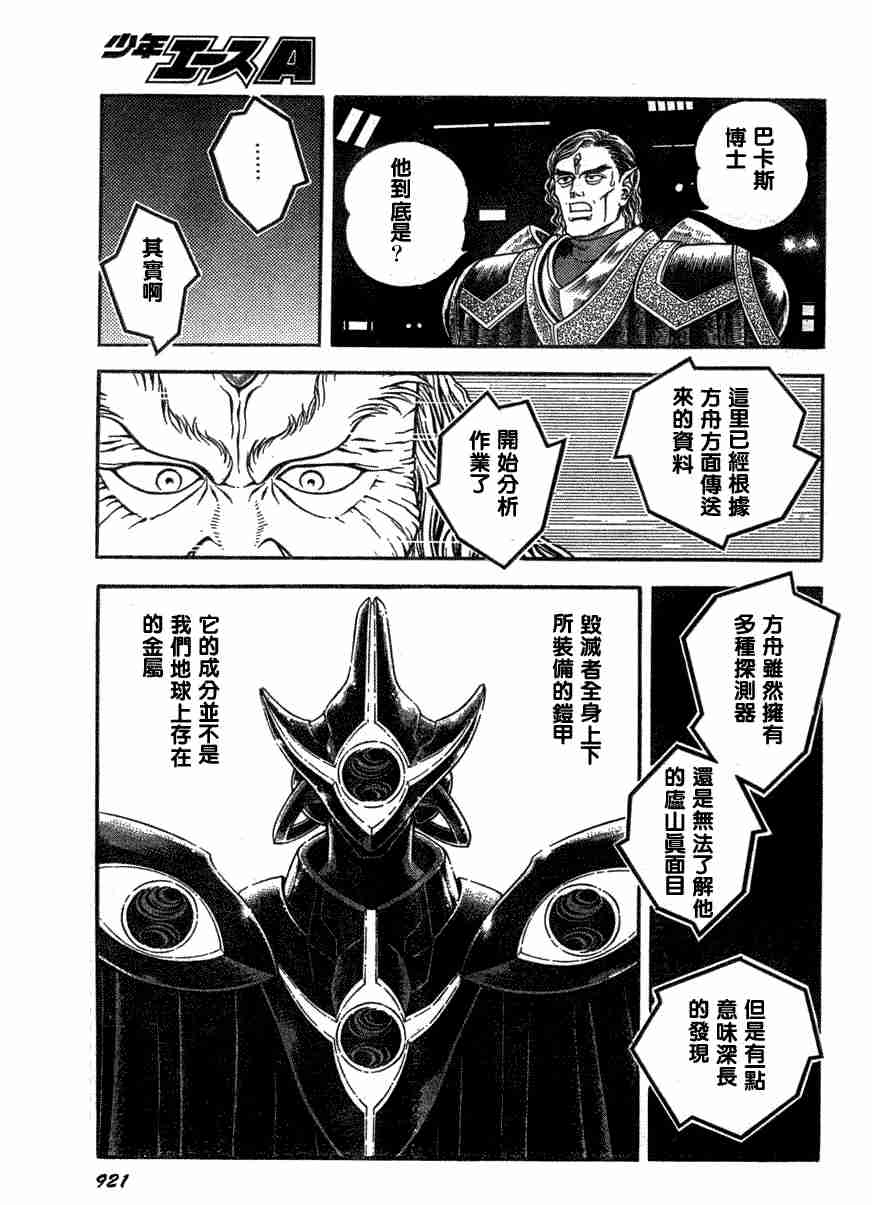 少年エースA
巴卡斯
博士
他到底是？
……
其實啊
這里已經根據
方舟方面傳送
來的資料
開始分析
作業了
方舟雖然擁有
多種探測器
還是無法了解他
的廬山眞面目
但是有一點
意味深長
的發現
毀滅者全身上下
所裝備的鎧甲
它的成分並不是
我們地球上存在
的金屬
921